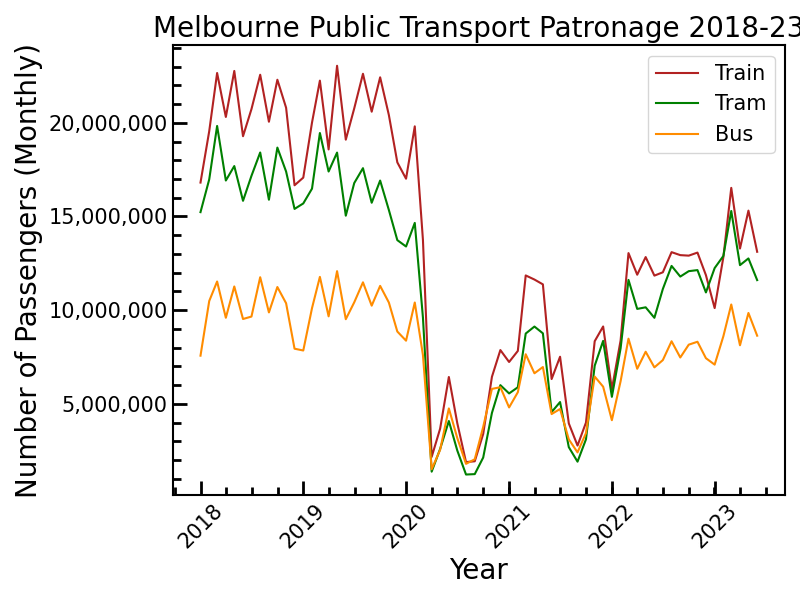 Melbourne Public Transport Patronage 2018-23
Train
Tram
Bus
Number of Passengers (Monthly)
20,000,000
15,000,000
10,000,000
5,000,000
2018
2019
2020
2021
2022
2023
Year